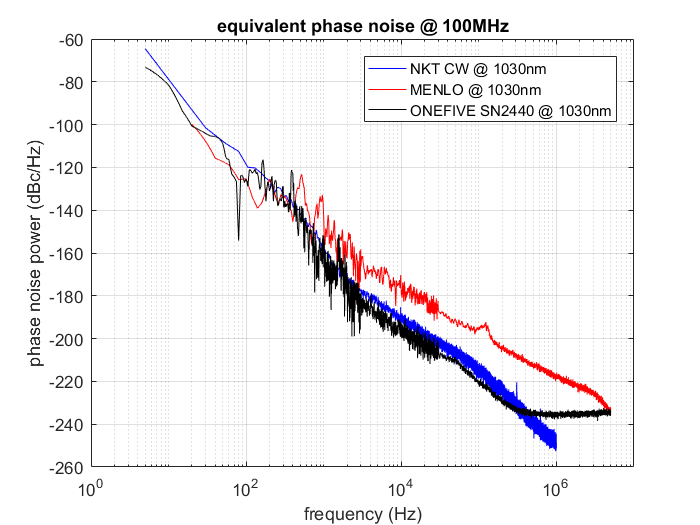 equivalent phase noise @ 100MHz
NKT CW @ 1030nm
MENLO @ 1030nm
ONEFIVE SN2440 @ 1030nm
phase noise power (dBc/Hz)
-60
-80
-100
-120
-140
-160
-180
-200
-220
-240
-260
10^0 10^2 10^4 10^6
frequency (Hz)